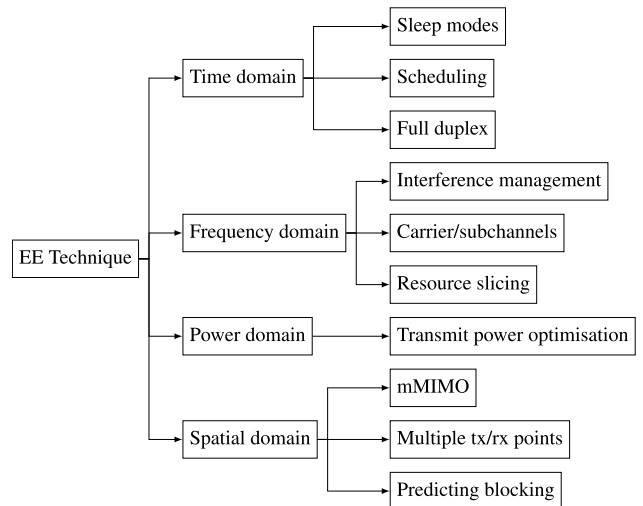 EE Technique
Time domain
Sleep modes
Scheduling
Full duplex
Frequency domain
Interference management
Carrier/subchannels
Resource slicing
Power domain
Transmit power optimisation
Spatial domain
mMIMO
Multiple tx/rx points
Predicting blocking